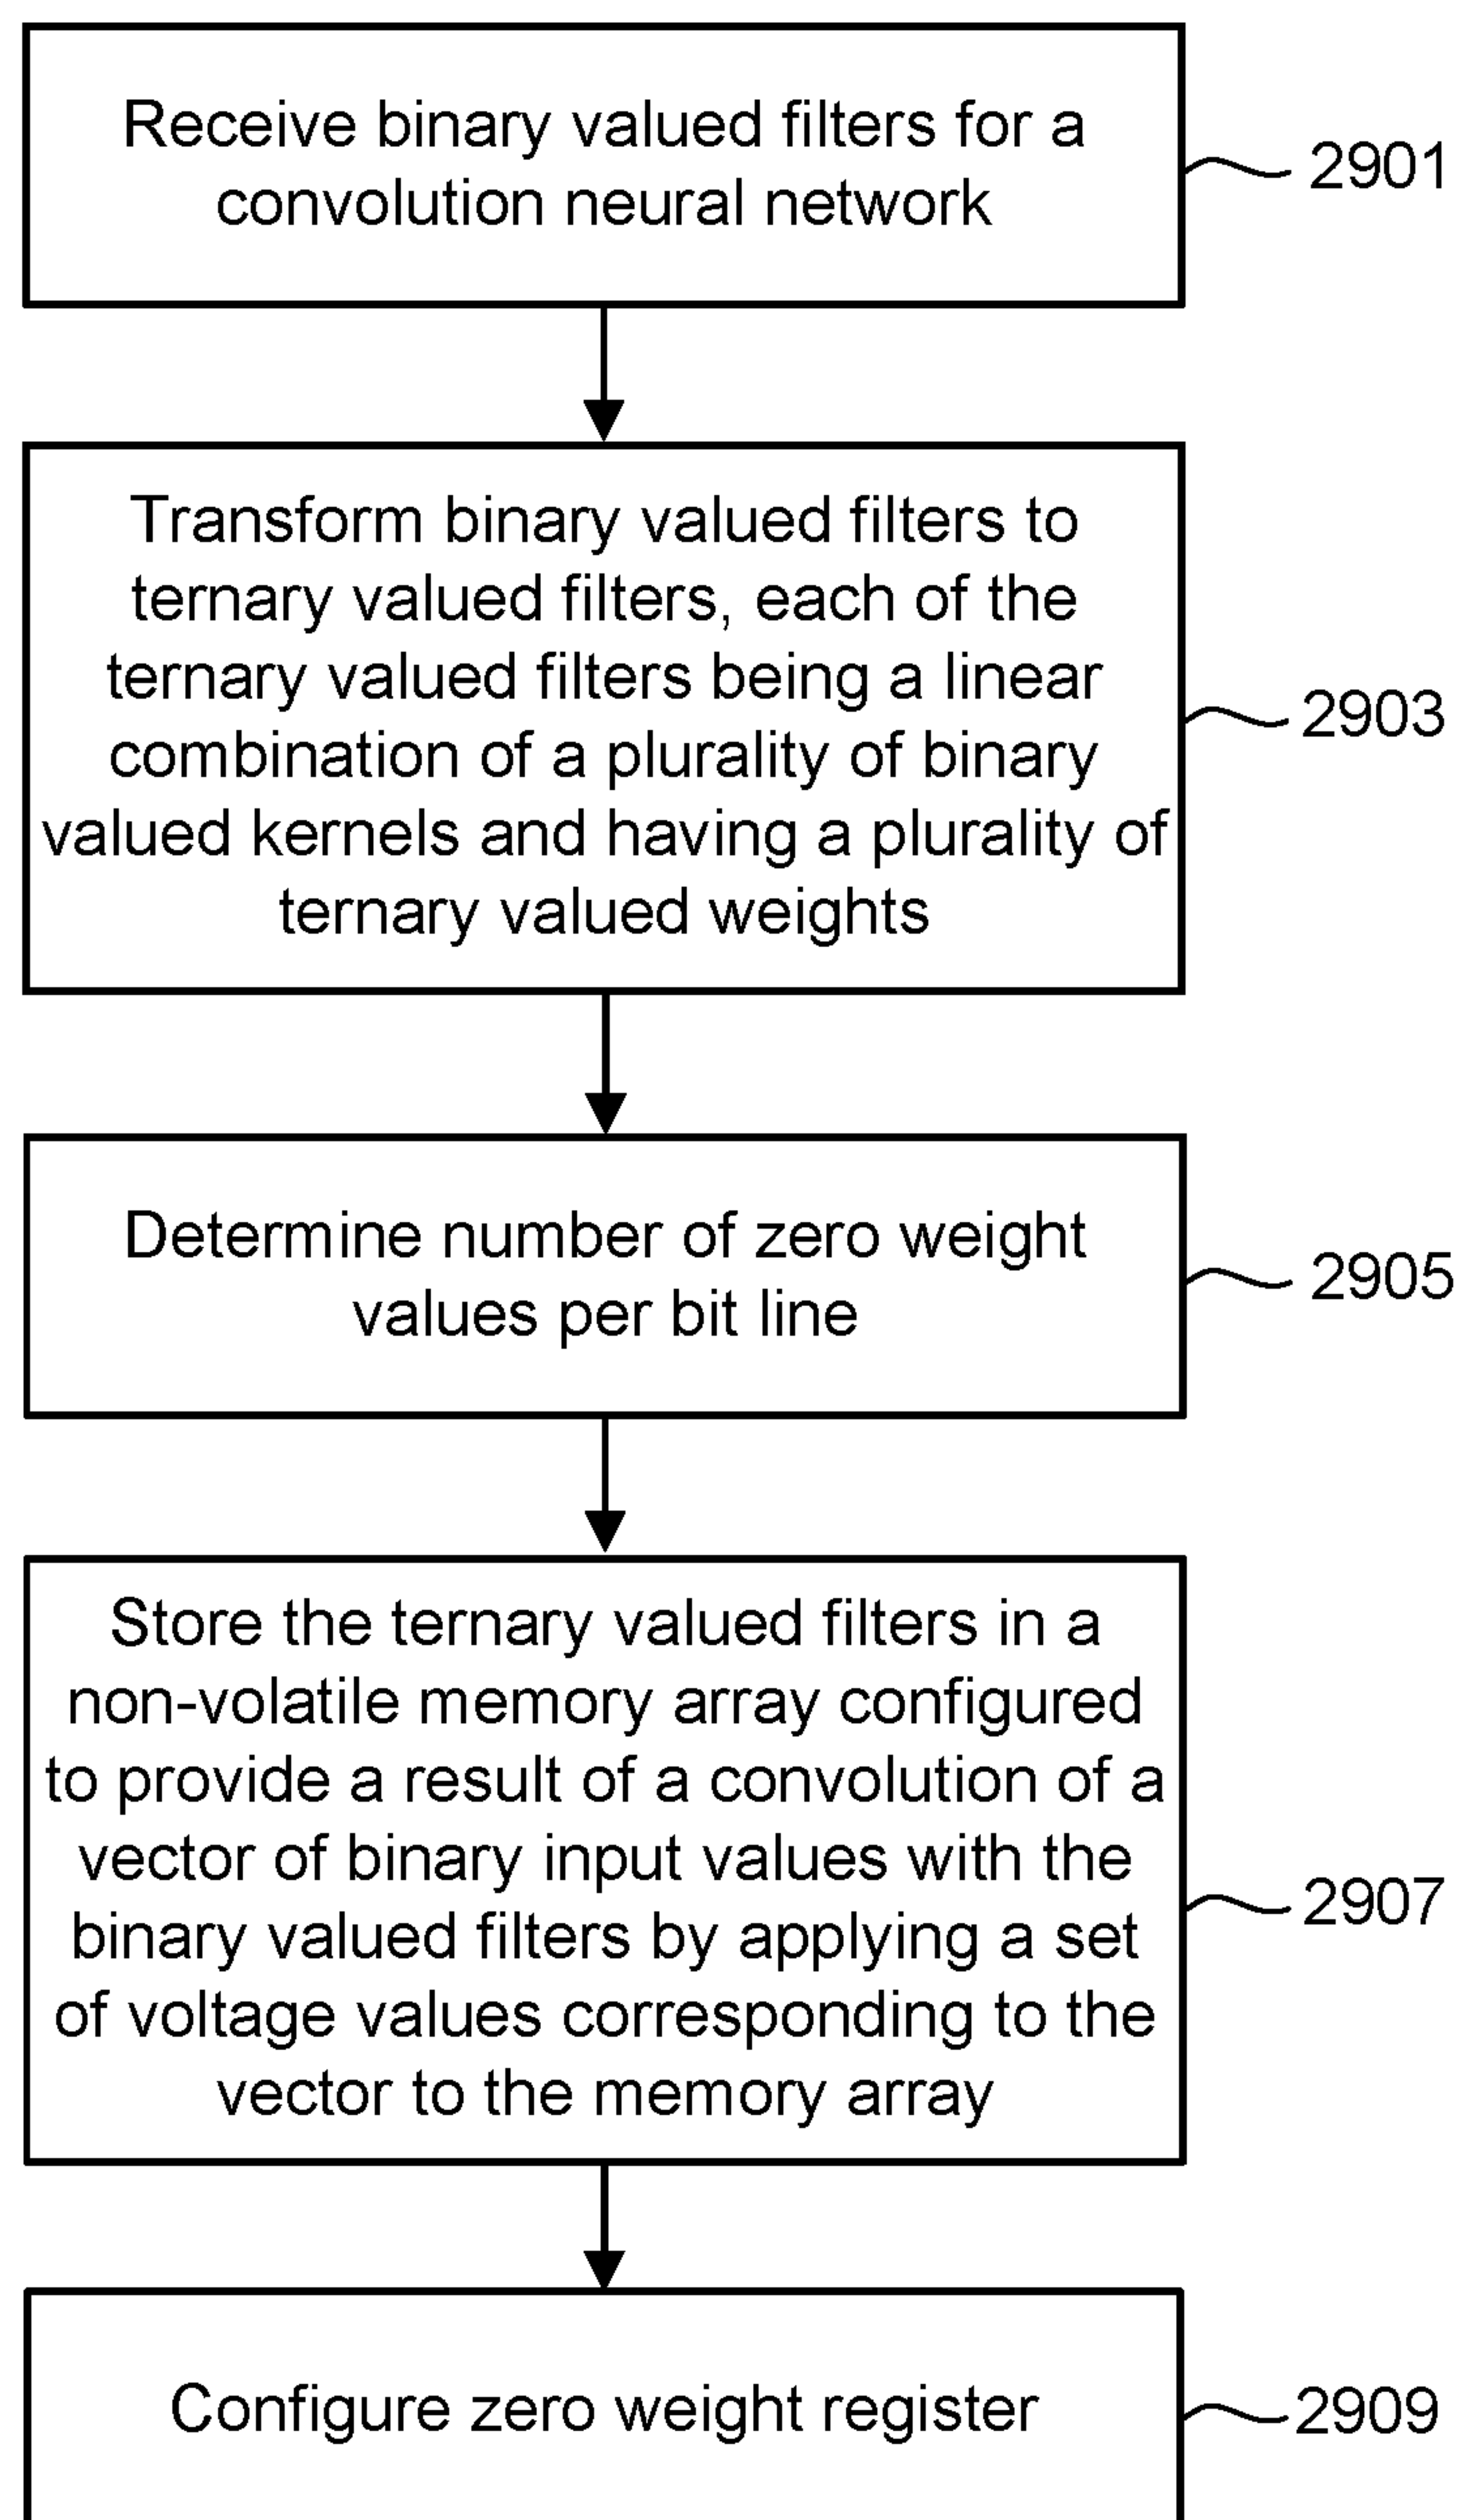 Receive binary valued filters for a
convolution neural network
2901
Transform binary valued filters to
ternary valued filters, each of the
ternary valued filters being a linear
combination of a plurality of binary
valued kernels and having a plurality of
ternary valued weights
2903
Determine number of zero weight
values per bit line
2905
Store the ternary valued filters in a
non-volatile memory array configured
to provide a result of a convolution of a
vector of binary input values with the
binary valued filters by applying a set
of voltage values corresponding to the
vector to the memory array
2907
Configure zero weight register
2909